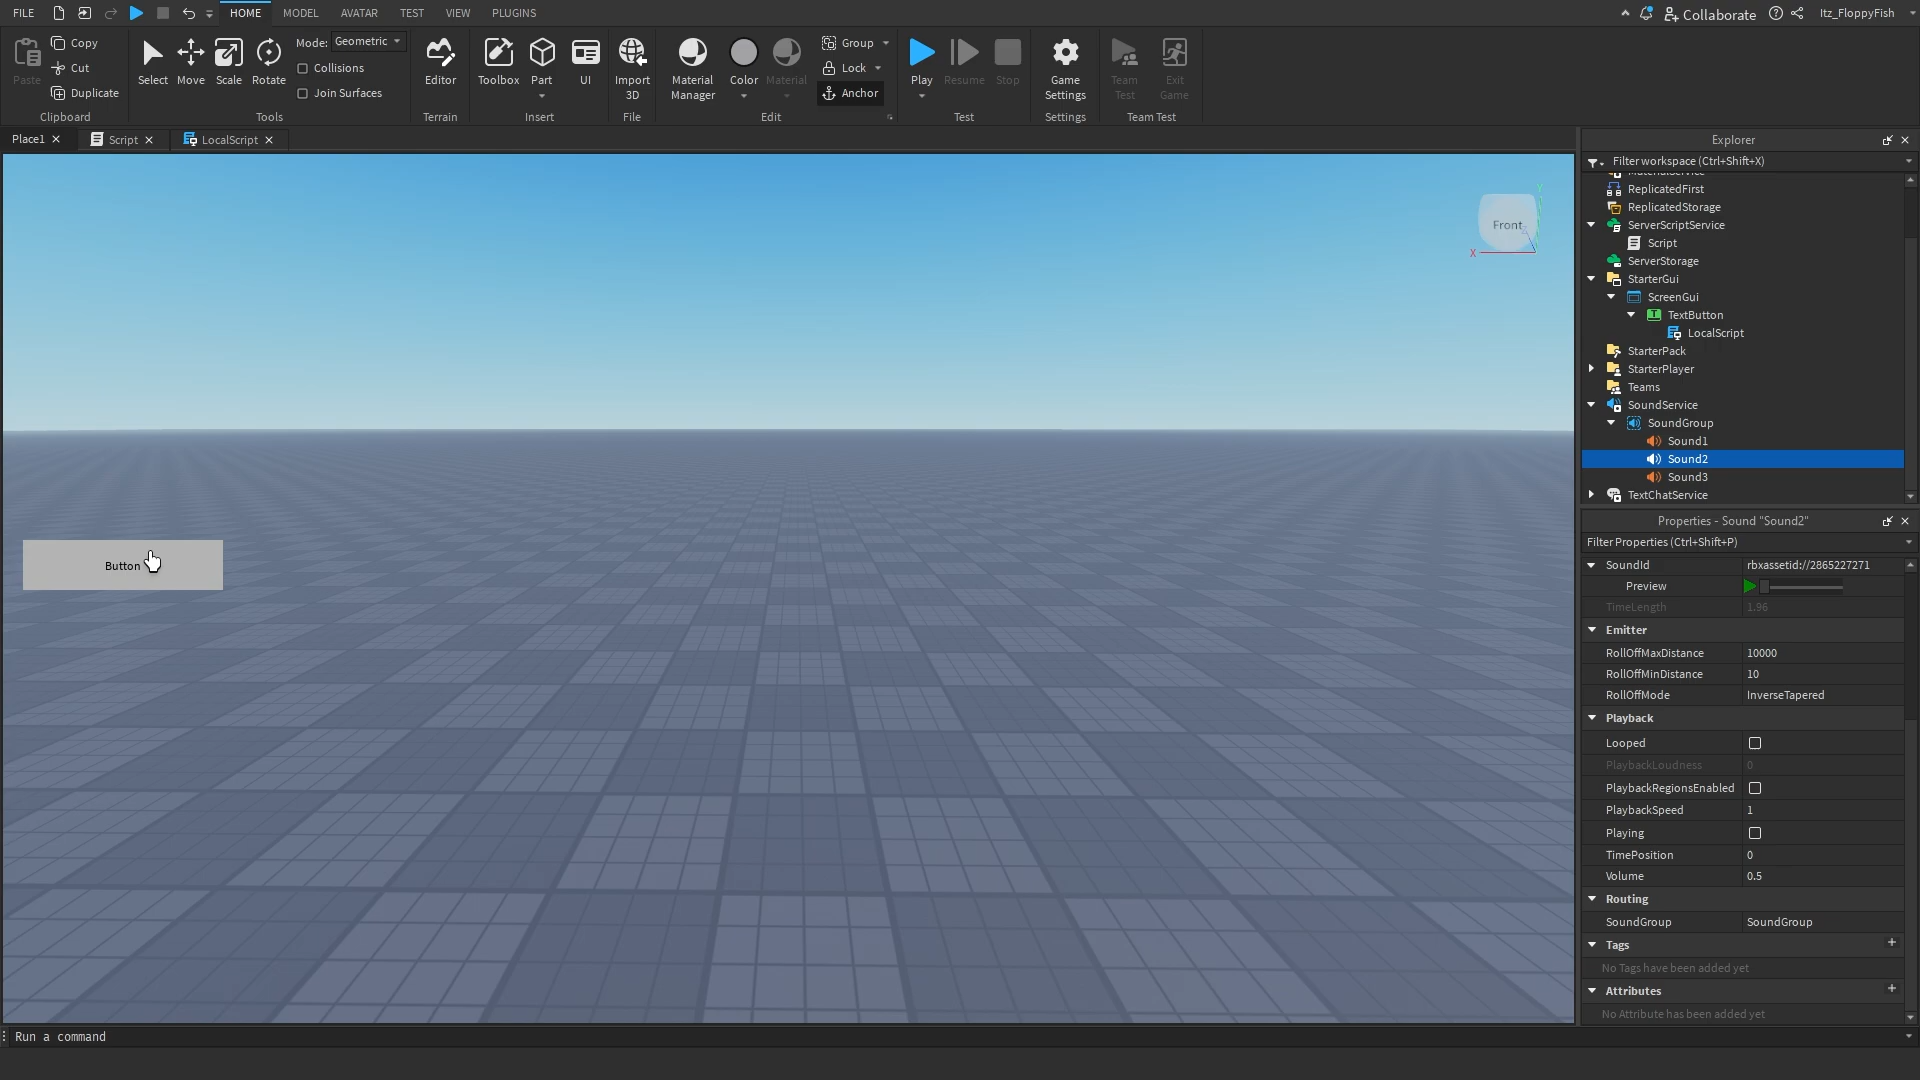 FILE
HOME
MODEL
AVATAR
TEST
VIEW
PLUGINS
Collaborate
Itz_FloppyFish
Paste
Copy
Cut
Duplicate
Clipboard
Select
Move
Scale
Rotate
Mode: Geometric
Collisions
Join Surfaces
Tools
Editor
Terrain
Toolbox
Part
UI
Insert
Import
3D
File
Material
Manager
Color
Material
Group
Lock
Anchor
Edit
Play
Resume
Stop
Test
Game
Settings
Settings
Team
Test
Exit
Game
Team Test
Place1
Script
LocalScript
Front
X
Y
Button
Explorer
Filter workspace (Ctrl+Shift+X)
MaterialService
ReplicatedFirst
ReplicatedStorage
ServerScriptService
Script
ServerStorage
StarterGui
ScreenGui
TextButton
LocalScript
StarterPack
StarterPlayer
Teams
SoundService
SoundGroup
Sound1
Sound2
Sound3
TextChatService
Properties - Sound "Sound2"
Filter Properties (Ctrl+Shift+P)
SoundId rbxassetid://2865227271
Preview
TimeLength 1.96
Emitter
RollOffMaxDistance 10000
RollOffMinDistance 10
RollOffMode InverseTapered
Playback
Looped
PlaybackLoudness 0
PlaybackRegionsEnabled
PlaybackSpeed 1
Playing
TimePosition 0
Volume 0.5
Routing
SoundGroup SoundGroup
Tags
No Tags have been added yet
Attributes
No Attribute has been added yet
Run a command